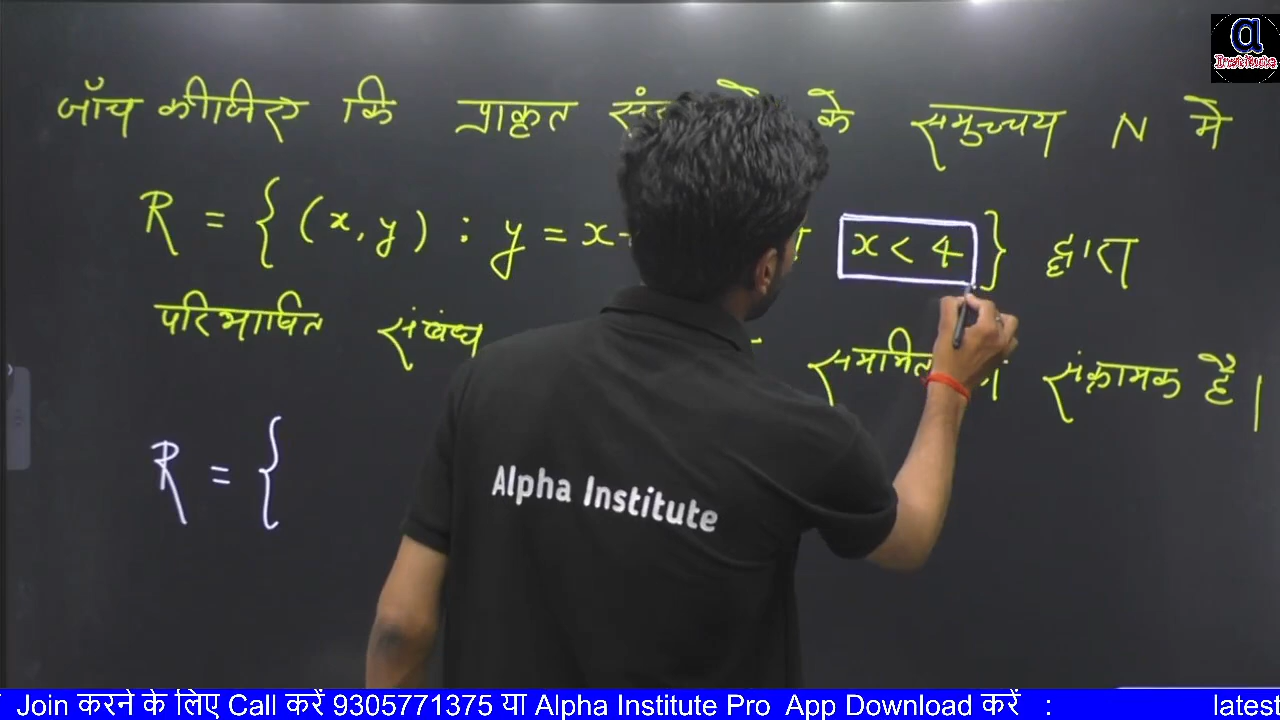 जाँच कीजिए कि प्राकृत के समुच्चय N में
R = { (x, y) : y = x x < 4 } द्वारा
परिभाषित संबंध समामित संक्रामक है।
R = {
Alpha Institute
α Institute
Join करने के लिए Call करें 9305771375 या Alpha Institute Pro App Download करें : latest